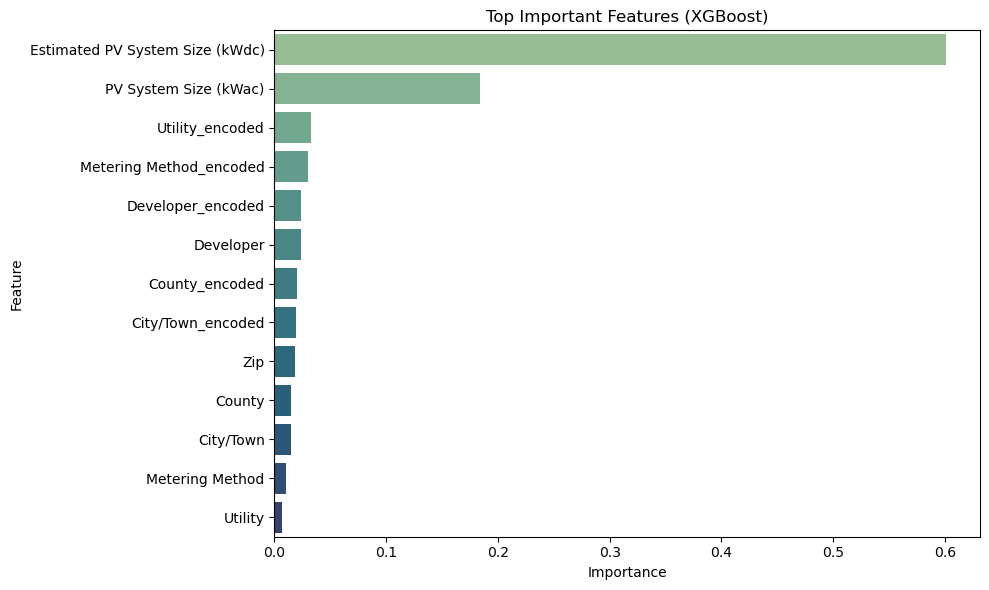 Top Important Features (XGBoost)
Estimated PV System Size (kWdc)
PV System Size (kWac)
Utility_encoded
Metering Method_encoded
Developer_encoded
Developer
County_encoded
City/Town_encoded
Zip
County
City/Town
Metering Method
Utility
Feature
0.0 0.1 0.2 0.3 0.4 0.5 0.6
Importance